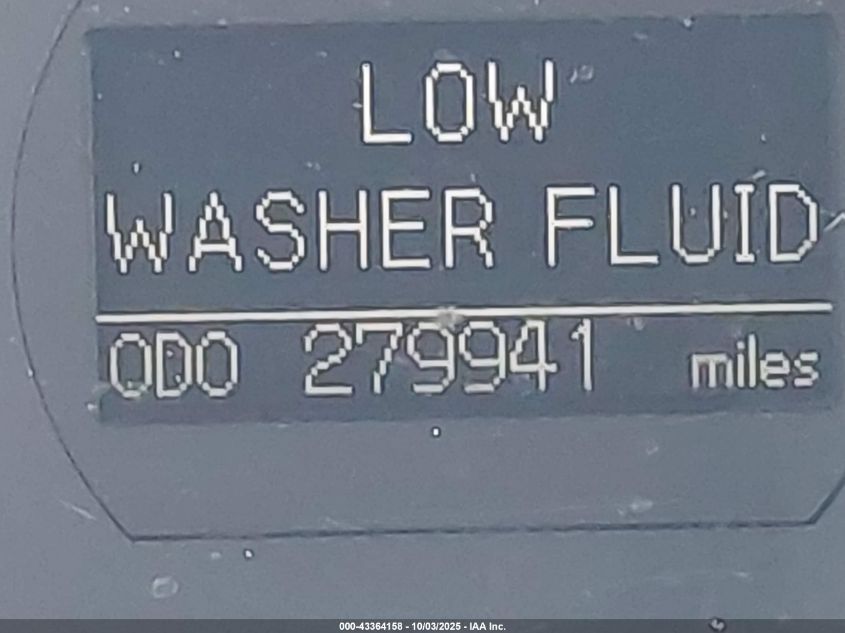 LOW
WASHER FLUID
ODO 279941 miles
000-43364158 - 10/03/2025 - IAA Inc.